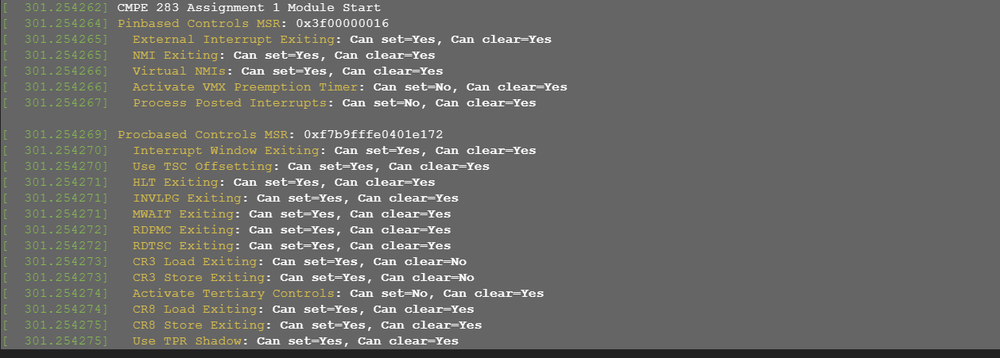 [  301.254262] CMPE 283 Assignment 1 Module Start
[  301.254264] Pinbased Controls MSR: 0x3f00000016
[  301.254265]   External Interrupt Exiting: Can set=Yes, Can clear=Yes
[  301.254265]   NMI Exiting: Can set=Yes, Can clear=Yes
[  301.254266]   Virtual NMIs: Can set=Yes, Can clear=Yes
[  301.254266]   Activate VMX Preemption Timer: Can set=No, Can clear=Yes
[  301.254267]   Process Posted Interrupts: Can set=No, Can clear=Yes

[  301.254269] Procbased Controls MSR: 0xf7b9fffe0401e172
[  301.254270]   Interrupt Window Exiting: Can set=Yes, Can clear=Yes
[  301.254270]   Use TSC Offsetting: Can set=Yes, Can clear=Yes
[  301.254271]   HLT Exiting: Can set=Yes, Can clear=Yes
[  301.254271]   INVLPG Exiting: Can set=Yes, Can clear=Yes
[  301.254271]   MWAIT Exiting: Can set=Yes, Can clear=Yes
[  301.254272]   RDPMC Exiting: Can set=Yes, Can clear=Yes
[  301.254272]   RDTSC Exiting: Can set=Yes, Can clear=Yes
[  301.254273]   CR3 Load Exiting: Can set=Yes, Can clear=No
[  301.254273]   CR3 Store Exiting: Can set=Yes, Can clear=No
[  301.254274]   Activate Tertiary Controls: Can set=No, Can clear=Yes
[  301.254274]   CR8 Load Exiting: Can set=Yes, Can clear=Yes
[  301.254275]   CR8 Store Exiting: Can set=Yes, Can clear=Yes
[  301.254275]   Use TPR Shadow: Can set=Yes, Can clear=Yes